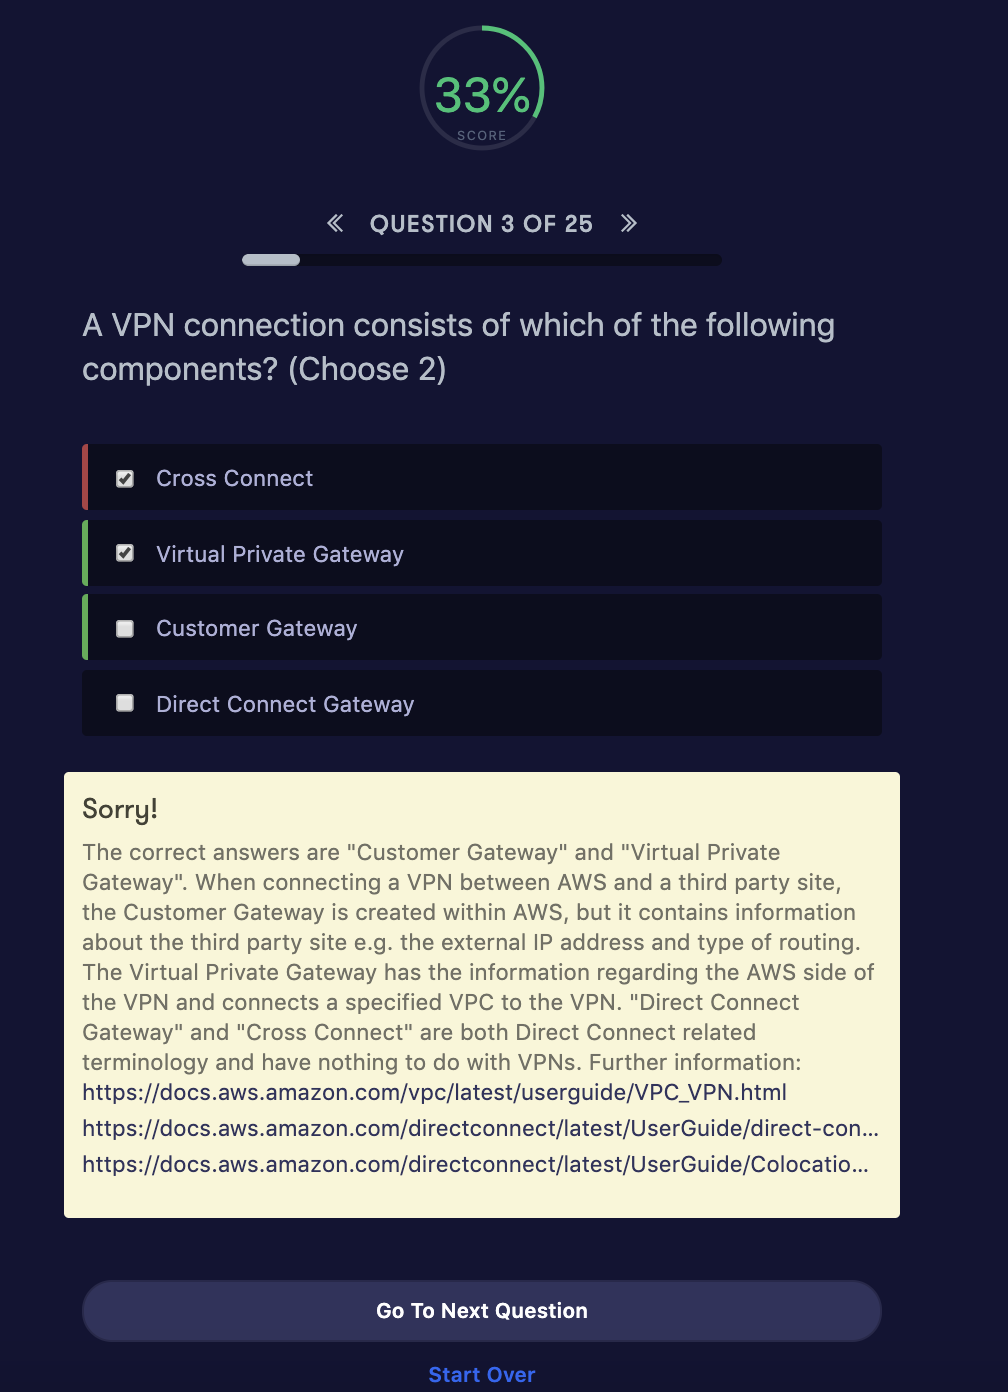 33%
SCORE
« QUESTION 3 OF 25 »
A VPN connection consists of which of the following
components? (Choose 2)
Cross Connect
Virtual Private Gateway
Customer Gateway
Direct Connect Gateway
Sorry!
The correct answers are "Customer Gateway" and "Virtual Private
Gateway". When connecting a VPN between AWS and a third party site,
the Customer Gateway is created within AWS, but it contains information
about the third party site e.g. the external IP address and type of routing.
The Virtual Private Gateway has the information regarding the AWS side of
the VPN and connects a specified VPC to the VPN. "Direct Connect
Gateway" and "Cross Connect" are both Direct Connect related
terminology and have nothing to do with VPNs. Further information:
https://docs.aws.amazon.com/vpc/latest/userguide/VPC_VPN.html
https://docs.aws.amazon.com/directconnect/latest/UserGuide/direct-con...
https://docs.aws.amazon.com/directconnect/latest/UserGuide/Colocatio...
Go To Next Question
Start Over